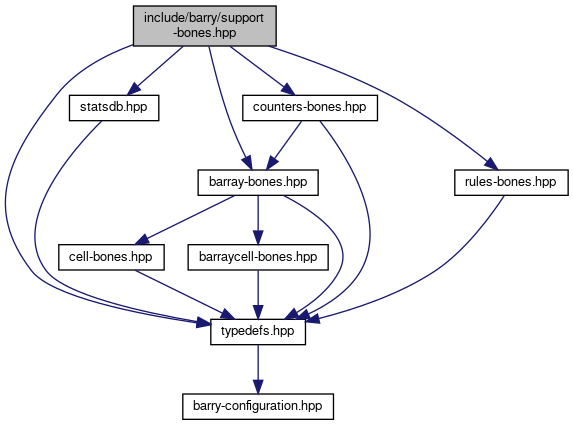 include/barry/support
-bones.hpp
statsdb.hpp
counters-bones.hpp
barray-bones.hpp
rules-bones.hpp
cell-bones.hpp
barraycell-bones.hpp
typedefs.hpp
barry-configuration.hpp